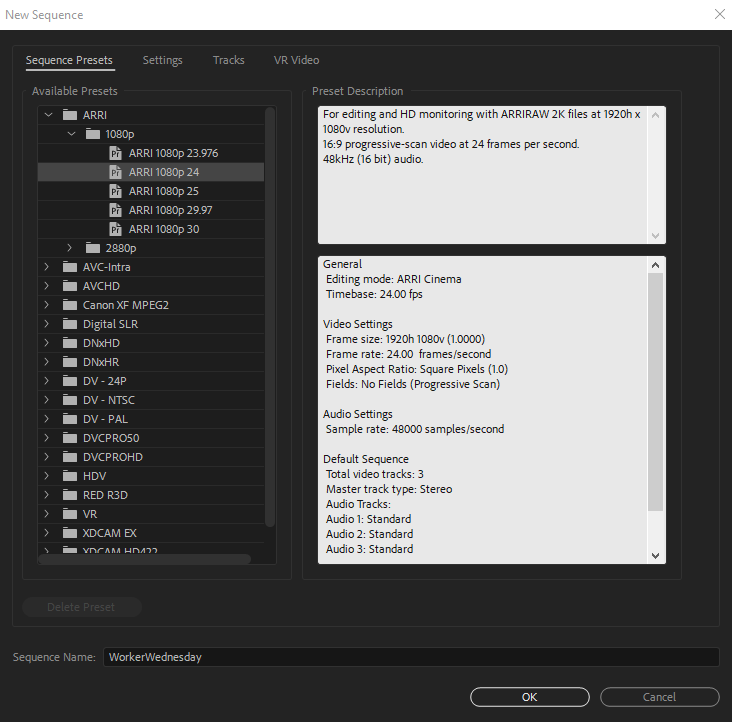 New Sequence
Sequence Presets Settings Tracks VR Video
Available Presets
ARRI
1080p
ARRI 1080p 23.976
ARRI 1080p 24
ARRI 1080p 25
ARRI 1080p 29.97
ARRI 1080p 30
2880p
AVC-Intra
AVCHD
Canon XF MPEG2
Digital SLR
DNxHD
DNxHR
DV - 24P
DV - NTSC
DV - PAL
DVCPRO50
DVCPROHD
HDV
RED R3D
VR
XDCAM EX
XDCAM HD422
Delete Preset
Preset Description
For editing and HD monitoring with ARRIRAW 2K files at 1920h x
1080v resolution.
16:9 progressive-scan video at 24 frames per second.
48kHz (16 bit) audio.
General
Editing mode: ARRI Cinema
Timebase: 24.00 fps
Video Settings
Frame size: 1920h 1080v (1.0000)
Frame rate: 24.00 frames/second
Pixel Aspect Ratio: Square Pixels (1.0)
Fields: No Fields (Progressive Scan)
Audio Settings
Sample rate: 48000 samples/second
Default Sequence
Total video tracks: 3
Master track type: Stereo
Audio Tracks:
Audio 1: Standard
Audio 2: Standard
Audio 3: Standard
Sequence Name: WorkerWednesday
OK Cancel